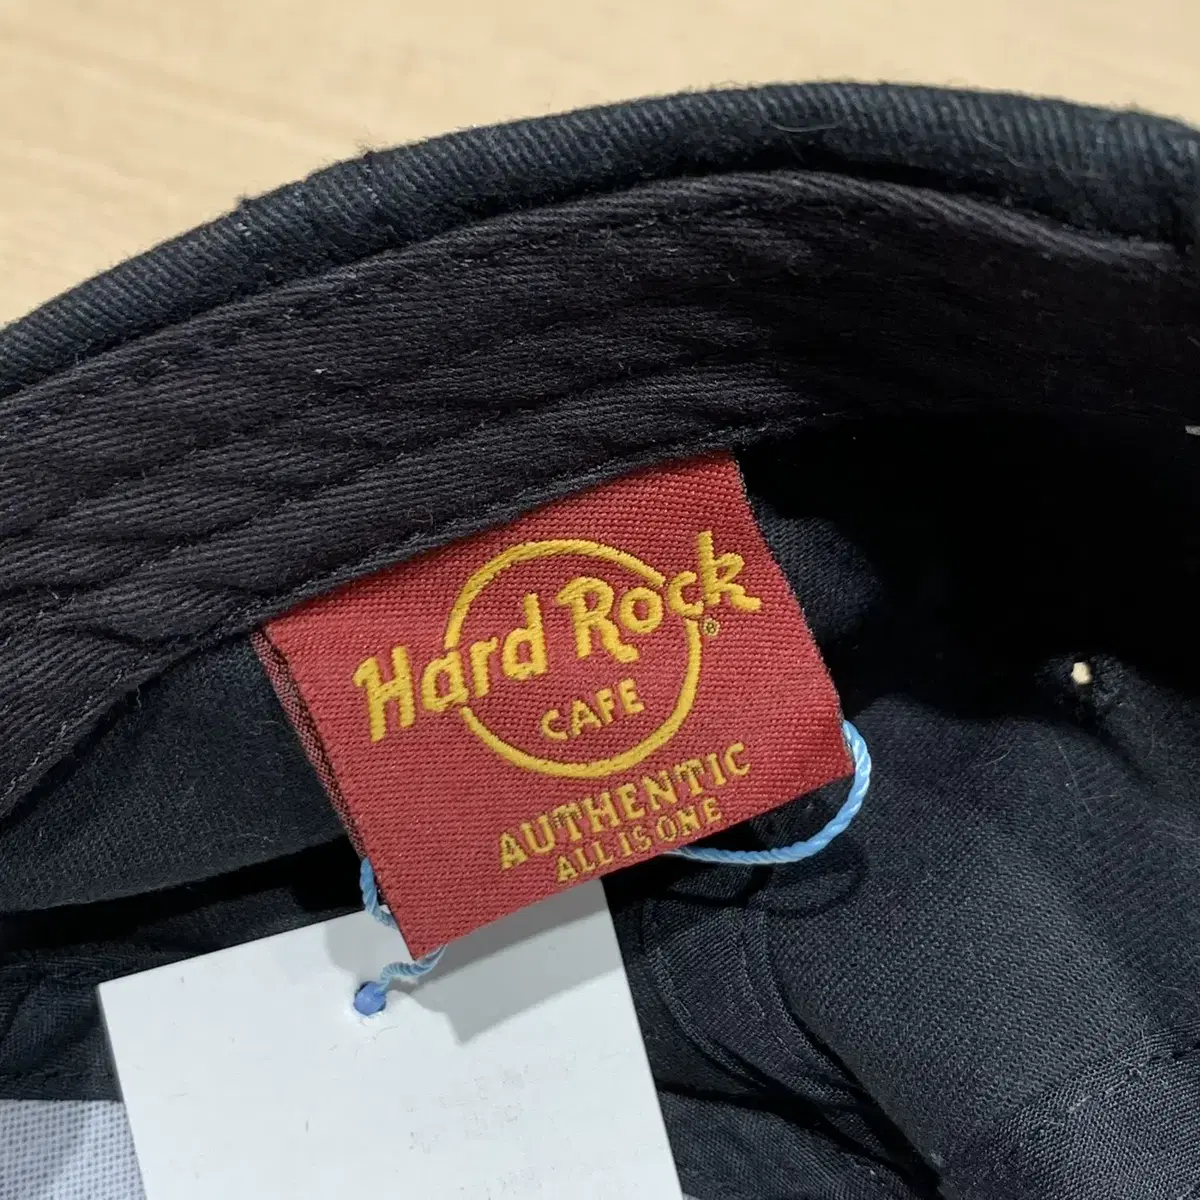 Hard Rock®
CAFE
AUTHENTIC
ALL IS ONE